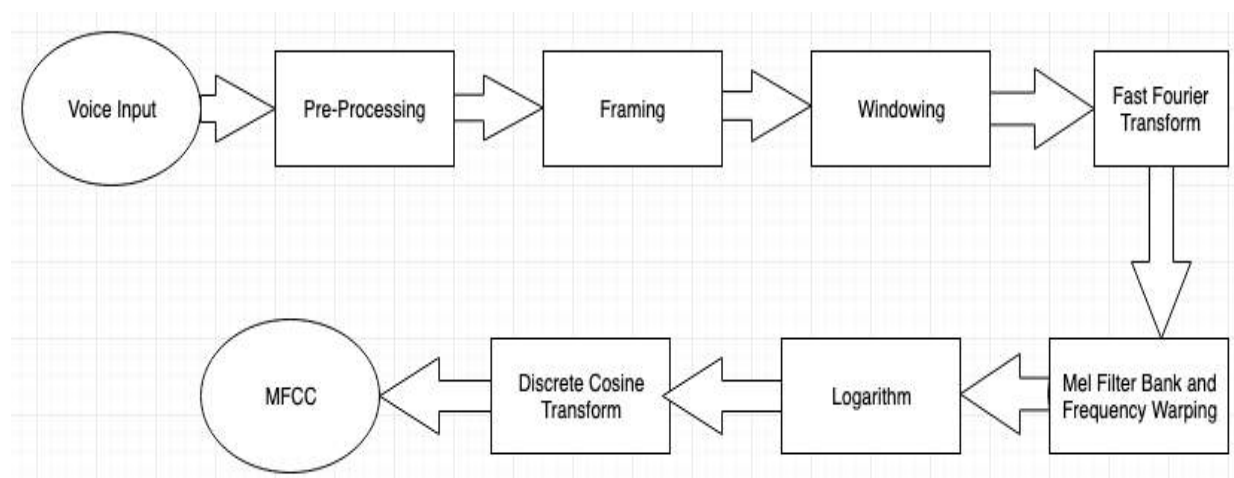 Voice Input
Pre-Processing
Framing
Windowing
Fast Fourier
Transform
Mel Filter Bank and
Frequency Warping
Logarithm
Discrete Cosine
Transform
MFCC